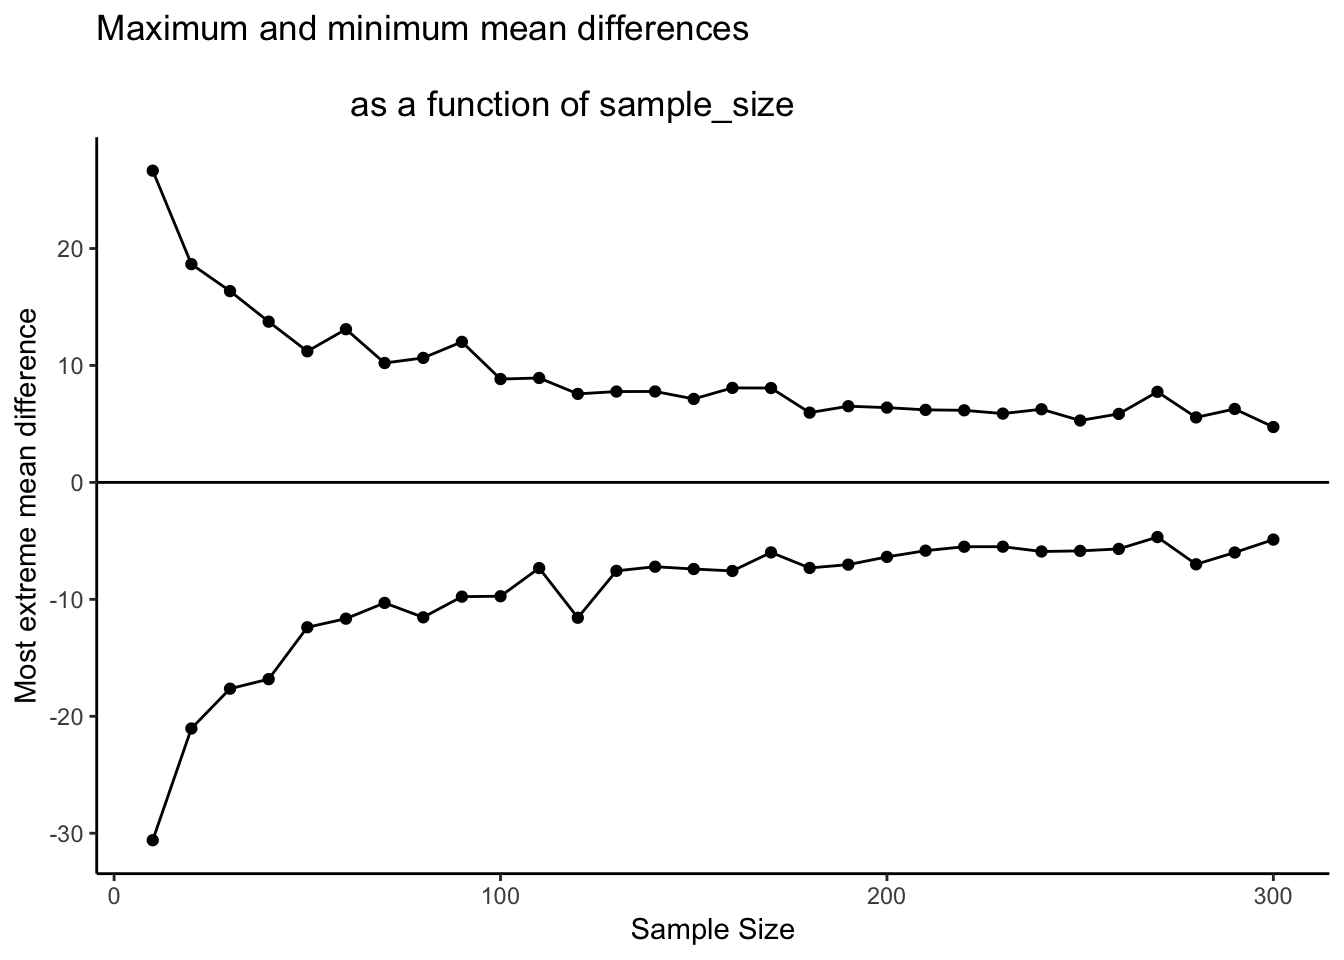 Maximum and minimum mean differences
as a function of sample_size
Most extreme mean difference
20
10
0
-10
-20
-30
0
100
200
300
Sample Size